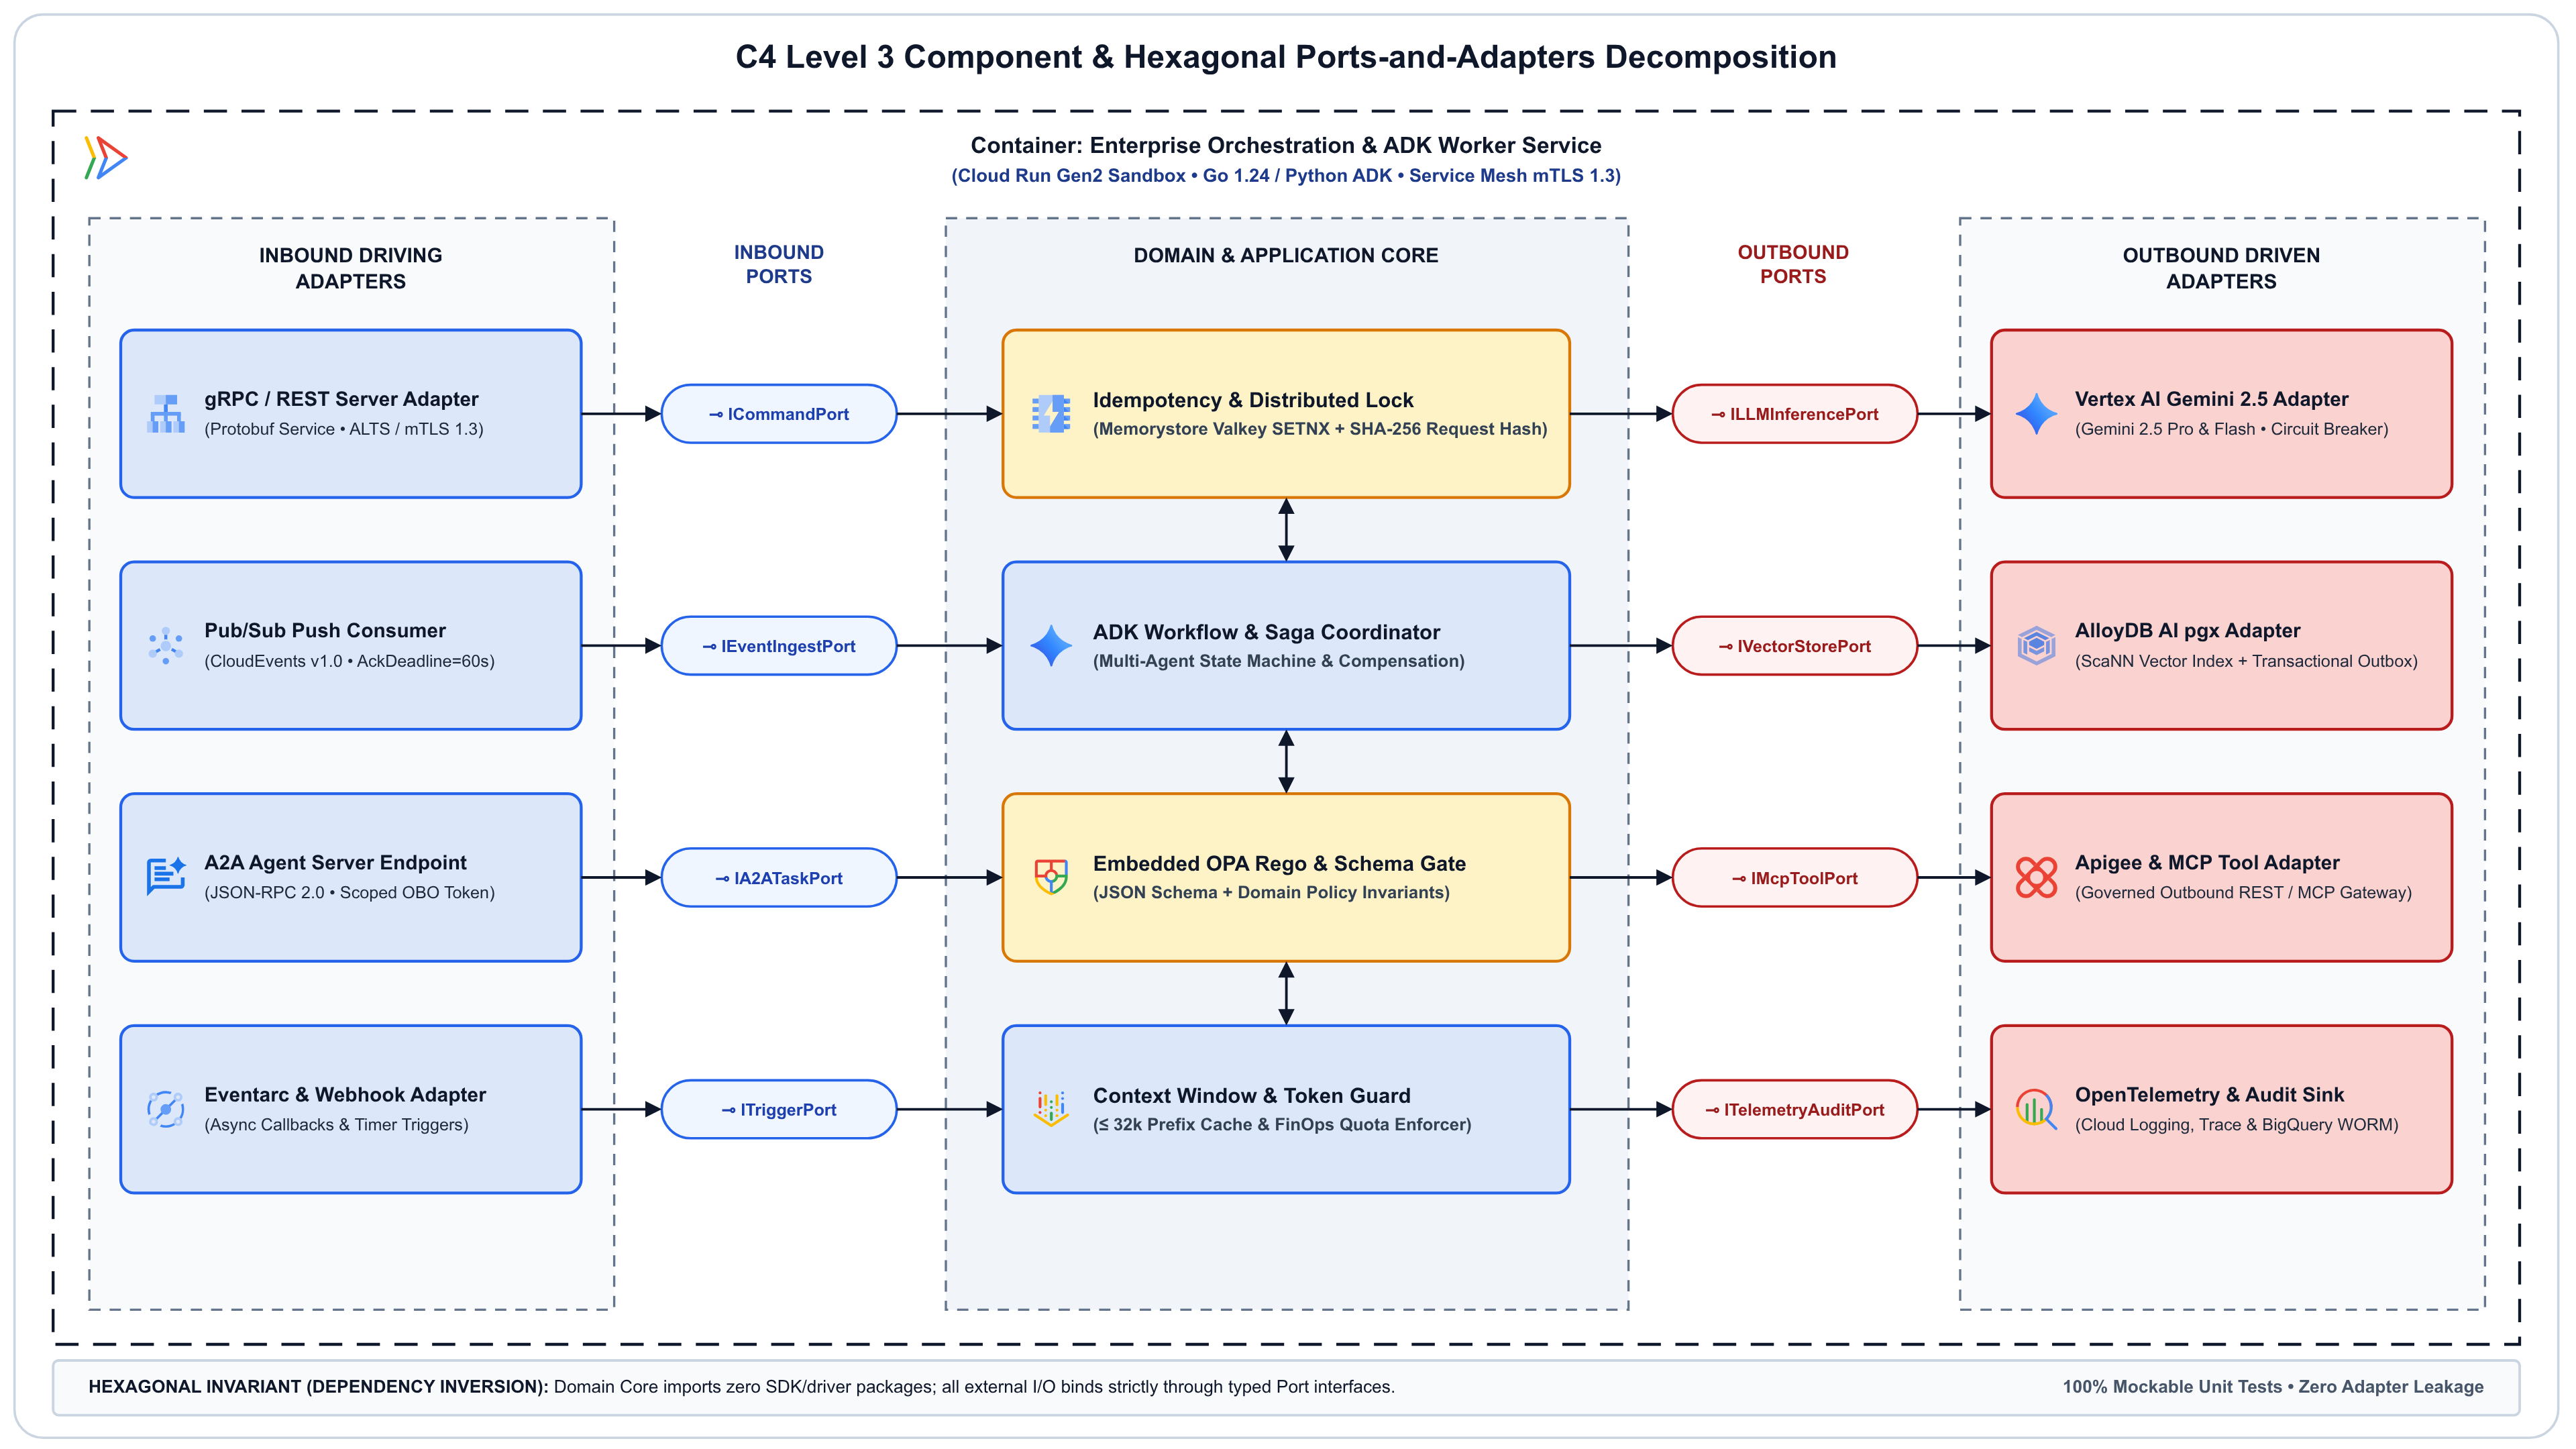 C4 Level 3 Component & Hexagonal Ports-and-Adapters Decomposition
Container: Enterprise Orchestration & ADK Worker Service
(Cloud Run Gen2 Sandbox • Go 1.24 / Python ADK • Service Mesh mTLS 1.3)
INBOUND DRIVING
ADAPTERS
gRPC / REST Server Adapter
(Protobuf Service • ALTS / mTLS 1.3)
Pub/Sub Push Consumer
(CloudEvents v1.0 • AckDeadline=60s)
A2A Agent Server Endpoint
(JSON-RPC 2.0 • Scoped OBO Token)
Eventarc & Webhook Adapter
(Async Callbacks & Timer Triggers)
INBOUND
PORTS
⊸ ICommandPort
⊸ IEventIngestPort
⊸ IA2ATaskPort
⊸ ITriggerPort
DOMAIN & APPLICATION CORE
Idempotency & Distributed Lock
(Memorystore Valkey SETNX + SHA-256 Request Hash)
ADK Workflow & Saga Coordinator
(Multi-Agent State Machine & Compensation)
Embedded OPA Rego & Schema Gate
(JSON Schema + Domain Policy Invariants)
Context Window & Token Guard
(≤ 32k Prefix Cache & FinOps Quota Enforcer)
OUTBOUND
PORTS
⊸ ILLMInferencePort
⊸ IVectorStorePort
⊸ IMcpToolPort
⊸ ITelemetryAuditPort
OUTBOUND DRIVEN
ADAPTERS
Vertex AI Gemini 2.5 Adapter
(Gemini 2.5 Pro & Flash • Circuit Breaker)
AlloyDB AI pgx Adapter
(ScaNN Vector Index + Transactional Outbox)
Apigee & MCP Tool Adapter
(Governed Outbound REST / MCP Gateway)
OpenTelemetry & Audit Sink
(Cloud Logging, Trace & BigQuery WORM)
HEXAGONAL INVARIANT (DEPENDENCY INVERSION): Domain Core imports zero SDK/driver packages; all external I/O binds strictly through typed Port interfaces.
100% Mockable Unit Tests • Zero Adapter Leakage